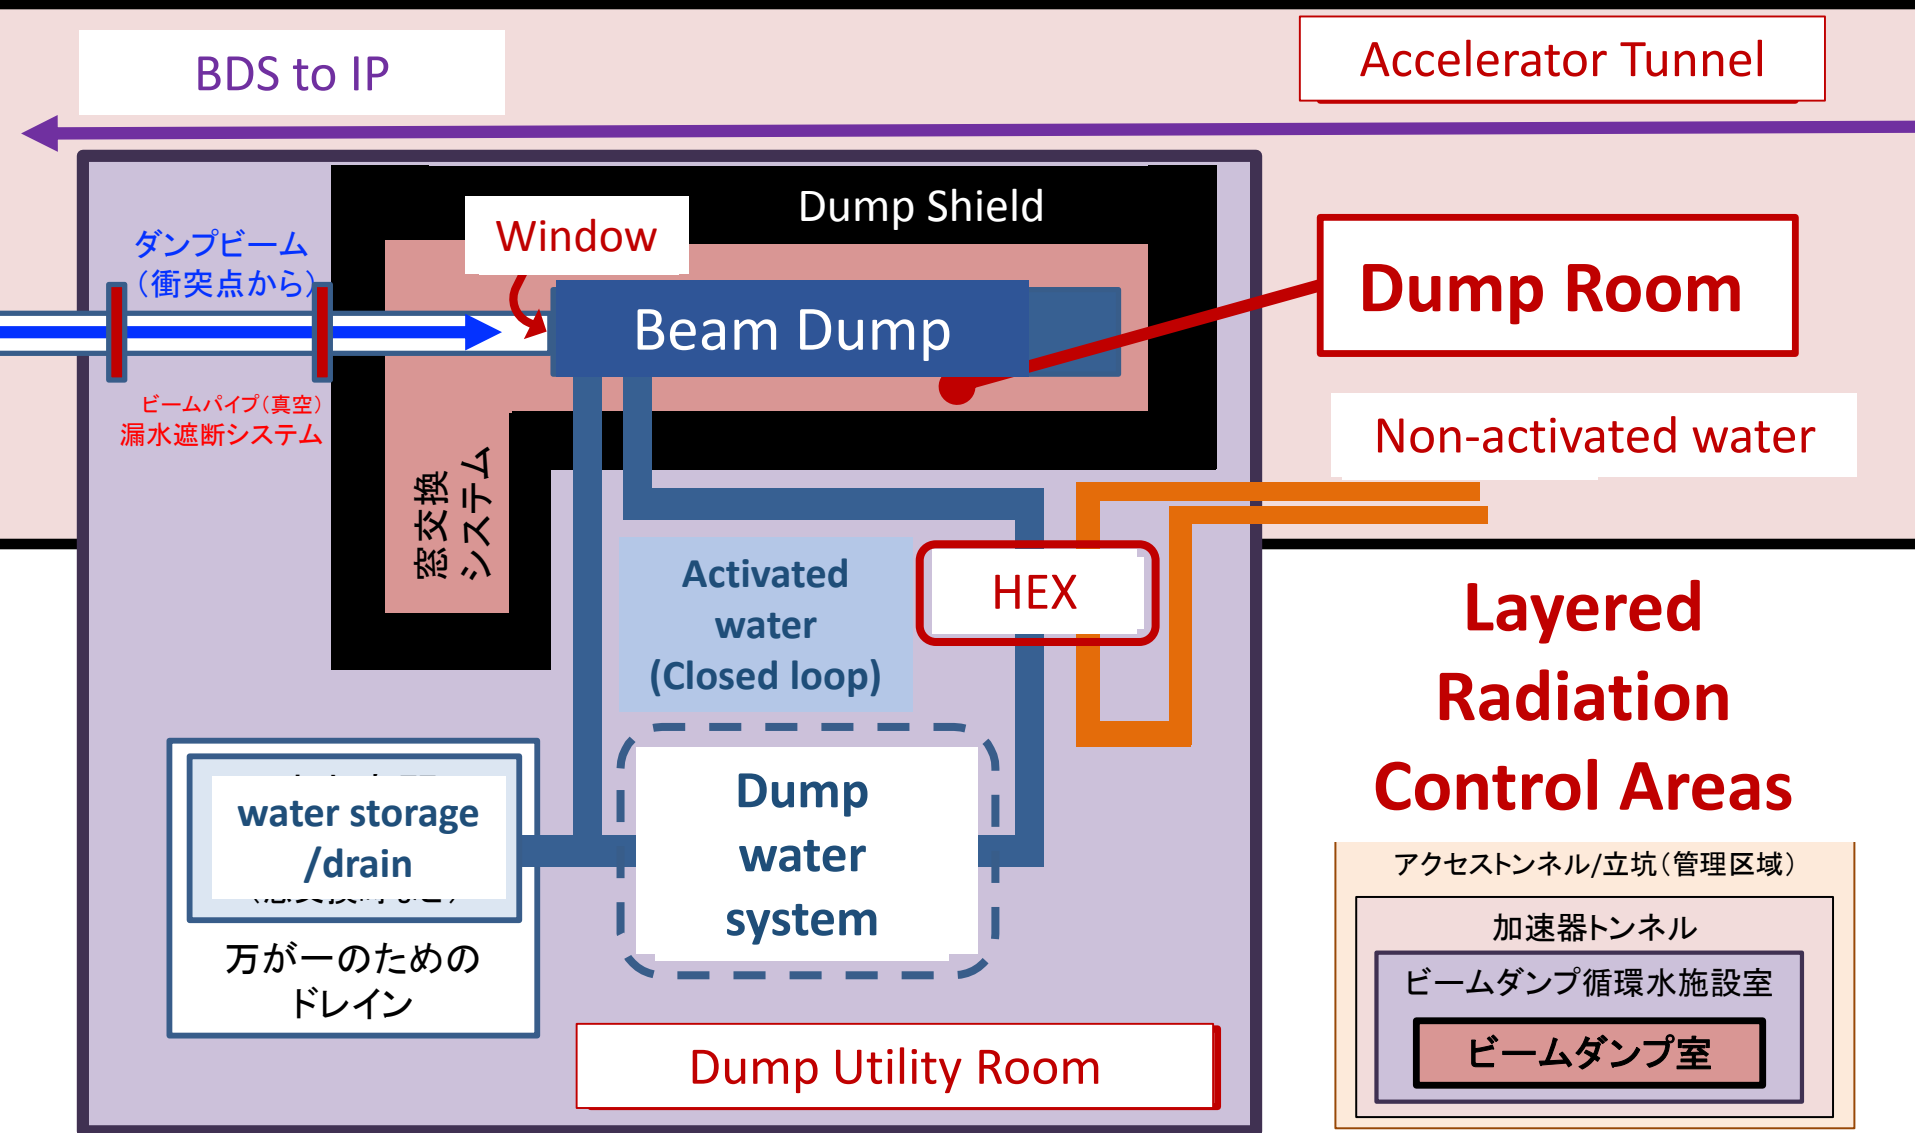 BDS to IP
Accelerator Tunnel
Dump Shield
Window
ダンプビーム
（衝突点から）
Beam Dump
Dump Room
ビームパイプ（真空）
漏水遮断システム
Non-activated water
窓交換
システム
Activated
water
(Closed loop)
HEX
Layered
Radiation
Control Areas
water storage
/drain
Dump
water
system
万が一のための
ドレイン
Dump Utility Room
アクセストンネル/立坑（管理区域）
加速器トンネル
ビームダンプ循環水施設室
ビームダンプ室